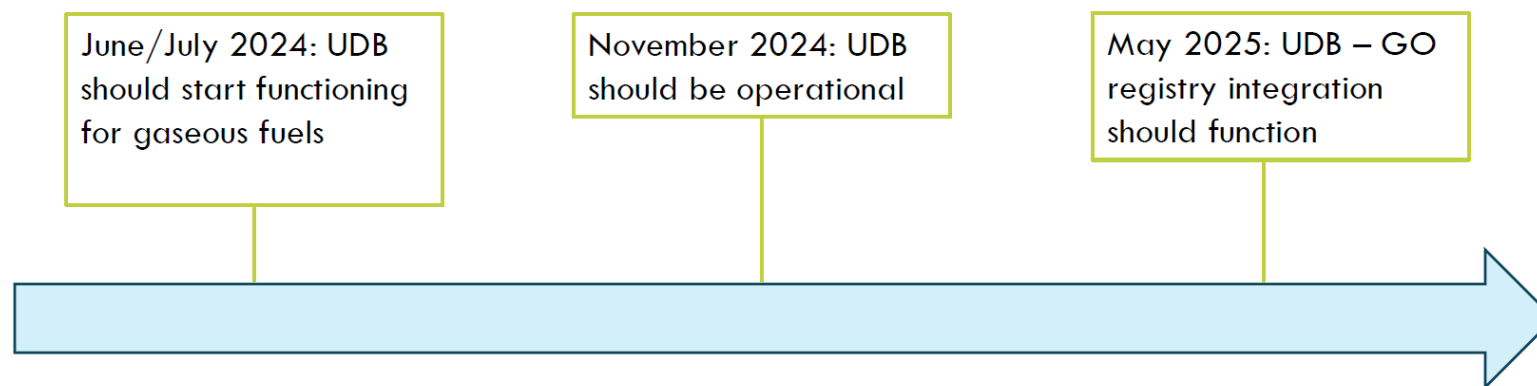 June/July 2024: UDB
should start functioning
for gaseous fuels
November 2024: UDB
should be operational
May 2025: UDB – GO
registry integration
should function